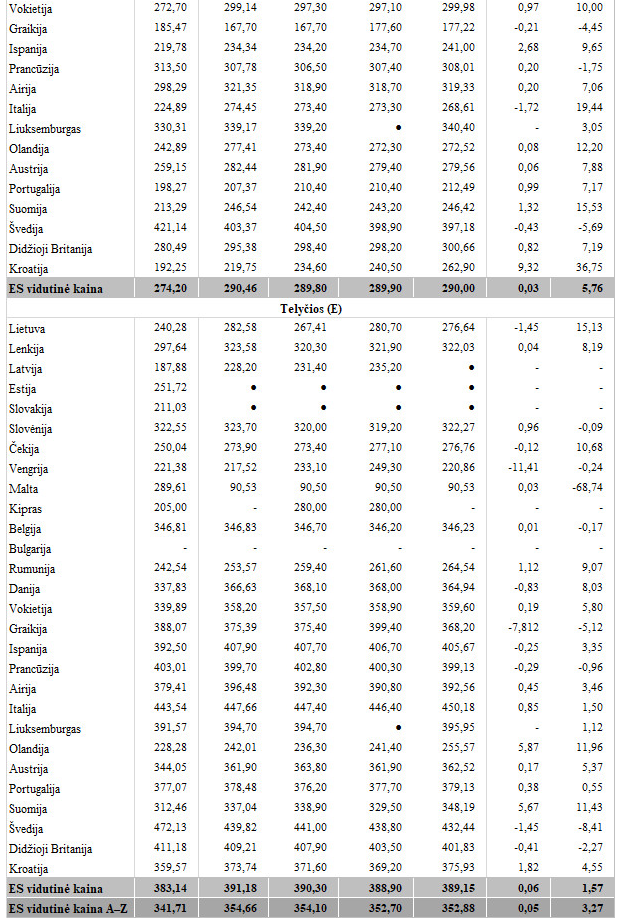 Vokietija 272,70 299,14 297,30 297,10 299,98 0,97 10,00
Graikija 185,47 167,70 167,70 177,60 177,22 -0,21 -4,45
Ispanija 219,78 234,34 234,20 234,70 241,00 2,68 9,65
Prancūzija 313,50 307,78 306,50 307,40 308,01 0,20 -1,75
Airija 298,29 321,35 318,90 318,70 319,33 0,20 7,06
Italija 224,89 274,45 273,40 273,30 268,61 -1,72 19,44
Liuksemburgas 330,31 339,17 339,20 ● 340,40 - 3,05
Olandija 242,89 277,41 273,40 272,30 272,52 0,08 12,20
Austrija 259,15 282,44 281,90 279,40 279,56 0,06 7,88
Portugalija 198,27 207,37 210,40 210,40 212,49 0,99 7,17
Suomija 213,29 246,54 242,40 243,20 246,42 1,32 15,53
Švedija 421,14 403,37 404,50 398,90 397,18 -0,43 -5,69
Didžioji Britanija 280,49 295,38 298,40 298,20 300,66 0,82 7,19
Kroatija 192,25 219,75 234,60 240,50 262,90 9,32 36,75
ES vidutinė kaina 274,20 290,46 289,80 289,90 290,00 0,03 5,76
Telyčios (E)
Lietuva 240,28 282,58 267,41 280,70 276,64 -1,45 15,13
Lenkija 297,64 323,58 320,30 321,90 322,03 0,04 8,19
Latvija 187,88 228,20 231,40 235,20 ● - -
Estija 251,72 ● ● ● ● - -
Slovakija 211,03 ● ● ● ● - -
Slovėnija 322,55 323,70 320,00 319,20 322,27 0,96 -0,09
Čekija 250,04 273,90 273,40 277,10 276,76 -0,12 10,68
Vengrija 221,38 217,52 233,10 249,30 220,86 -11,41 -0,24
Malta 289,61 90,53 90,50 90,50 90,53 0,03 -68,74
Kipras 205,00 - 280,00 280,00 - - -
Belgija 346,81 346,83 346,70 346,20 346,23 0,01 -0,17
Bulgarija - - - - - - -
Rumunija 242,54 253,57 259,40 261,60 264,54 1,12 9,07
Danija 337,83 366,63 368,10 368,00 364,94 -0,83 8,03
Vokietija 339,89 358,20 357,50 358,90 359,60 0,19 5,80
Graikija 388,07 375,39 375,40 399,40 368,20 -7,812 -5,12
Ispanija 392,50 407,90 407,70 406,70 405,67 -0,25 3,35
Prancūzija 403,01 399,70 402,80 400,30 399,13 -0,29 -0,96
Airija 379,41 396,48 392,30 390,80 392,56 0,45 3,46
Italija 443,54 447,66 447,40 446,40 450,18 0,85 1,50
Liuksemburgas 391,57 394,70 394,70 ● 395,95 - 1,12
Olandija 228,28 242,01 236,30 241,40 255,57 5,87 11,96
Austrija 344,05 361,90 363,80 361,90 362,52 0,17 5,37
Portugalija 377,07 378,48 376,20 377,70 379,13 0,38 0,55
Suomija 312,46 337,04 338,90 329,50 348,19 5,67 11,43
Švedija 472,13 439,82 441,00 438,80 432,44 -1,45 -8,41
Didžioji Britanija 411,18 409,21 407,90 403,50 401,83 -0,41 -2,27
Kroatija 359,57 373,74 371,60 369,20 375,93 1,82 4,55
ES vidutinė kaina 383,14 391,18 390,30 388,90 389,15 0,06 1,57
ES vidutinė kaina A–Z 341,71 354,66 354,10 352,70 352,88 0,05 3,27